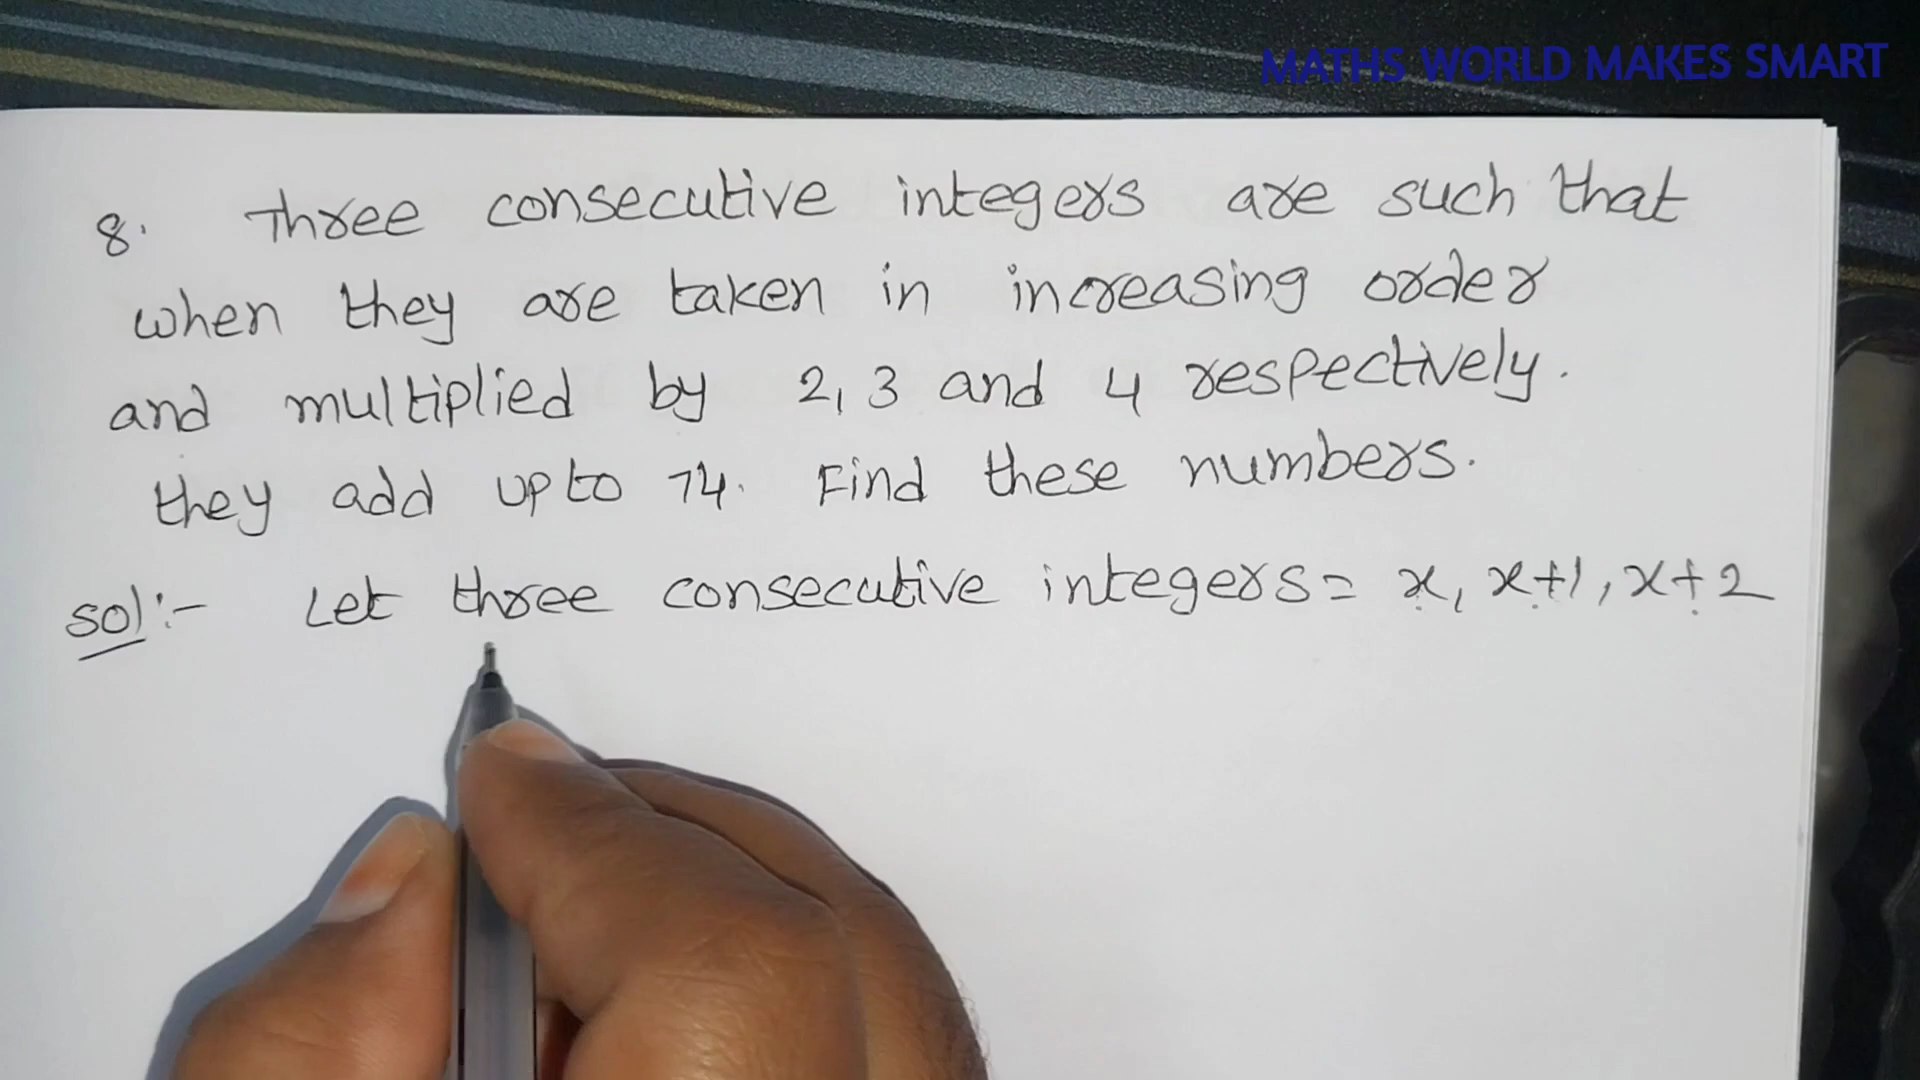 MATHS WORLD MAKES SMART
8. Three consecutive integers are such that
when they are taken in increasing order
and multiplied by 2, 3 and 4 respectively.
they add up to 74. Find these numbers.
Sol:- Let three consecutive integers = x, x+1, x+2